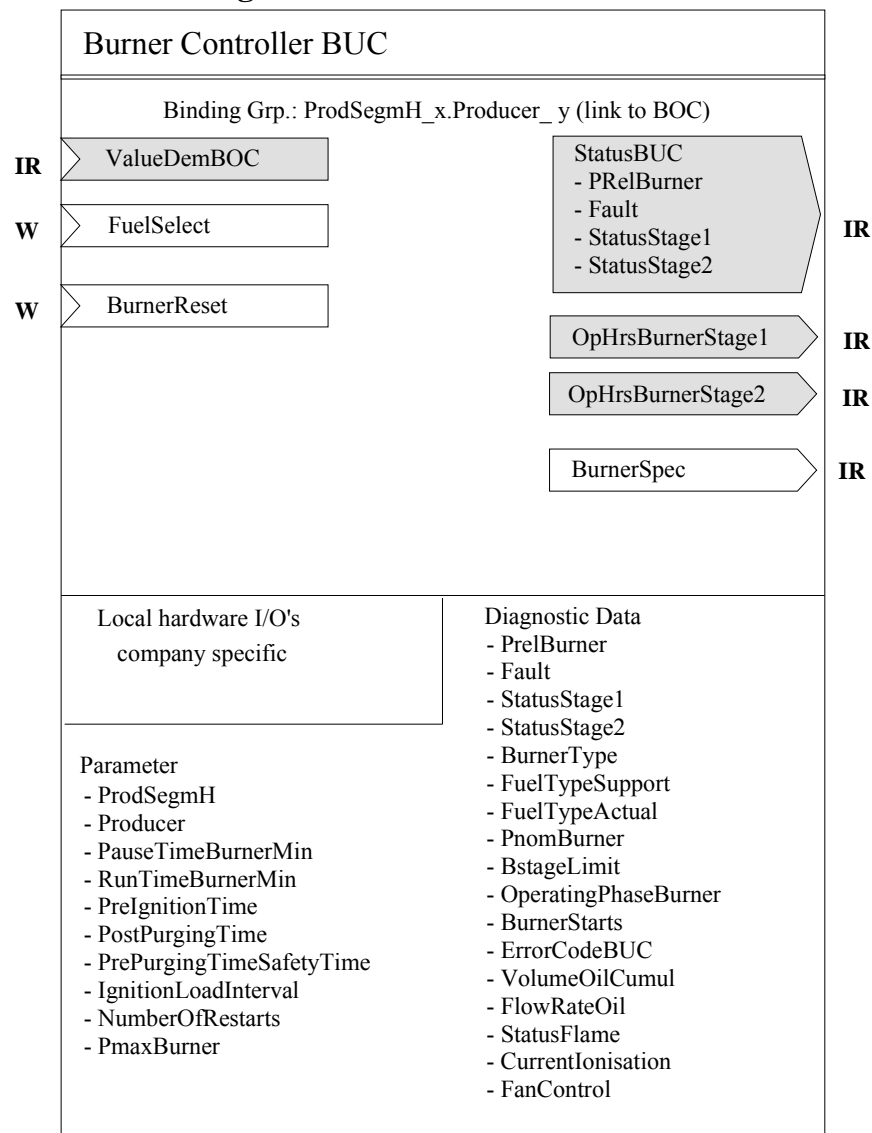 Burner Controller BUC
Binding Grp.: ProdSegmH_x.Producer_ y (link to BOC)
IR
ValueDemBOC
W
FuelSelect
W
BurnerReset
StatusBUC
- PRelBurner
- Fault
- StatusStage1
- StatusStage2
IR
OpHrsBurnerStage1
IR
OpHrsBurnerStage2
IR
BurnerSpec
IR
Local hardware I/O's
company specific
Parameter
- ProdSegmH
- Producer
- PauseTimeBurnerMin
- RunTimeBurnerMin
- PreIgnitionTime
- PostPurgingTime
- PrePurgingTimeSafetyTime
- IgnitionLoadInterval
- NumberOfRestarts
- PmaxBurner
Diagnostic Data
- PrelBurner
- Fault
- StatusStage1
- StatusStage2
- BurnerType
- FuelTypeSupport
- FuelTypeActual
- PnomBurner
- BstageLimit
- OperatingPhaseBurner
- BurnerStarts
- ErrorCodeBUC
- VolumeOilCumul
- FlowRateOil
- StatusFlame
- CurrentIonisation
- FanControl